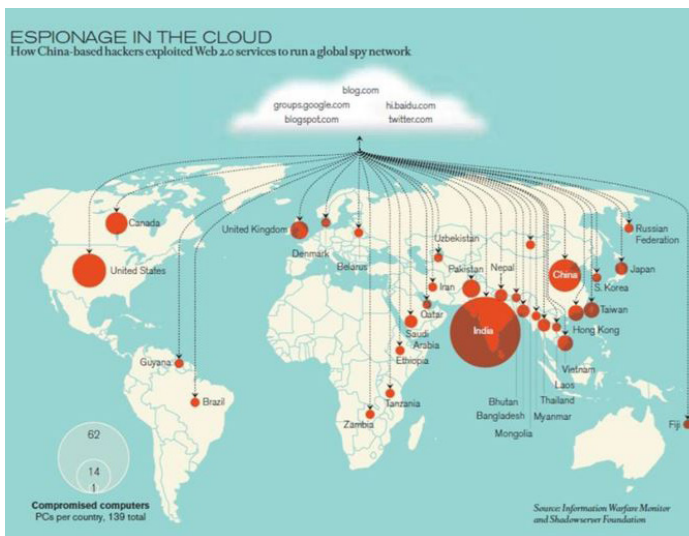 ESPIONAGE IN THE CLOUD
How China-based hackers exploited Web 2.0 services to run a global spy network
blog.com
groups.google.com
hi.baidu.com
blogspot.com
twitter.com
Canada
United Kingdom
Russian
Federation
Uzbekistan
Denmark
Belarus
United States
Pakistan
Nepal
China
Japan
Iran
S. Korea
Qatar
Taiwan
Saudi
Arabia
India
Hong Kong
Ethiopia
Guyana
Vietnam
Laos
Brazil
Tanzania
Bhutan
Thailand
Bangladesh
Myanmar
Zambia
Mongolia
Fiji
62
14
1
Compromised computers
PCs per country, 139 total
Source: Information Warfare Monitor
and Shadowserver Foundation